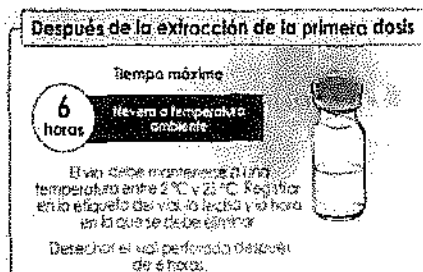 Después de la extracción de la primera dosis
Tiempo máximo
6
horas
Nevera o temperatura
ambiente
El vial debe mantenerse a una
temperatura entre 2 °C y 25 °C. Registrar
en la etiqueta del vial la fecha y la hora
en la que se debe eliminar
Desechar el vial perforado después
de 6 horas.